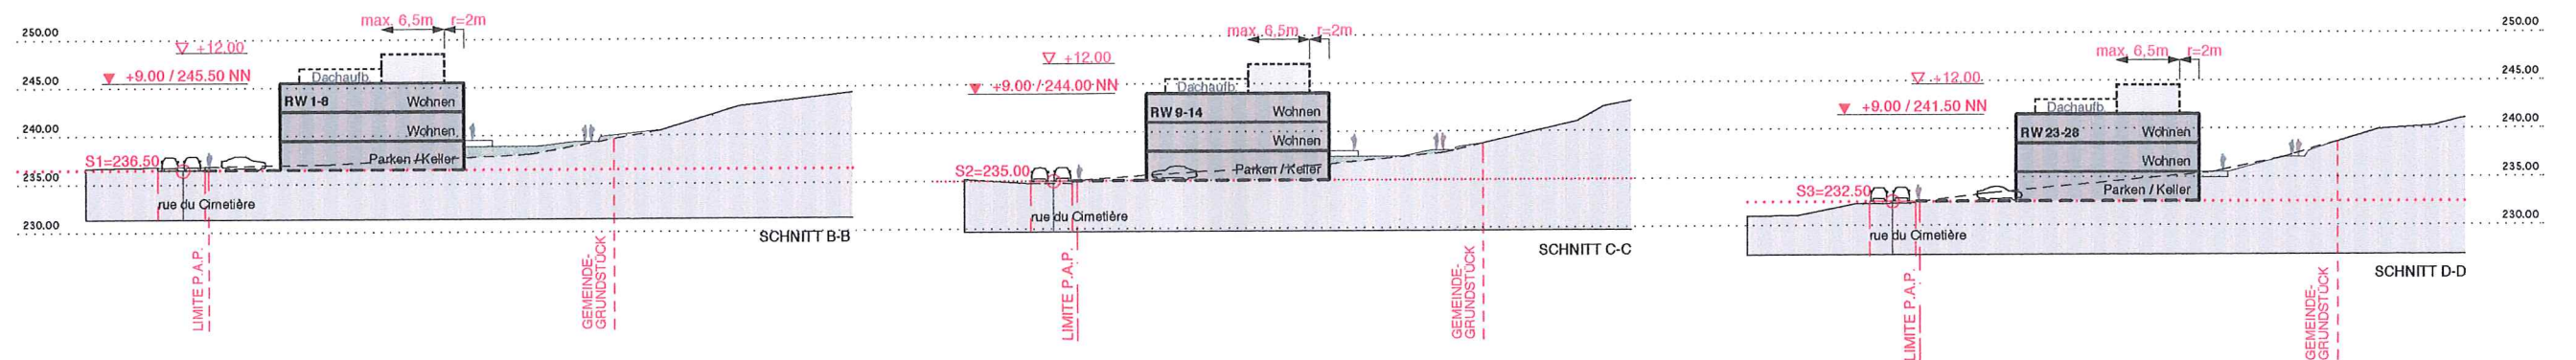 250.00
245.00
240.00
235.00
230.00
max. 6,5m r=2m
▽ +12.00
▼ +9.00 / 245.50 NN
Dachaufb.
RW 1-8 Wohnen
Wohnen
Parken / Keller
S1=236.50
rue du Cimetière
SCHNITT B-B
LIMITE P.A.P.
GEMEINDE-
GRUNDSTÜCK
max. 6,5m r=2m
▽ +12.00
▼ +9.00 / 244.00 NN
Dachaufb.
RW 9-14 Wohnen
Wohnen
Parken / Keller
S2=235.00
rue du Cimetière
SCHNITT C-C
LIMITE P.A.P.
GEMEINDE-
GRUNDSTÜCK
max. 6,5m r=2m
▽ +12.00
▼ +9.00 / 241.50 NN
Dachaufb.
RW 23-28 Wohnen
Wohnen
Parken / Keller
S3=232.50
rue du Cimetière
SCHNITT D-D
LIMITE P.A.P.
GEMEINDE-
GRUNDSTÜCK
250.00
245.00
240.00
235.00
230.00